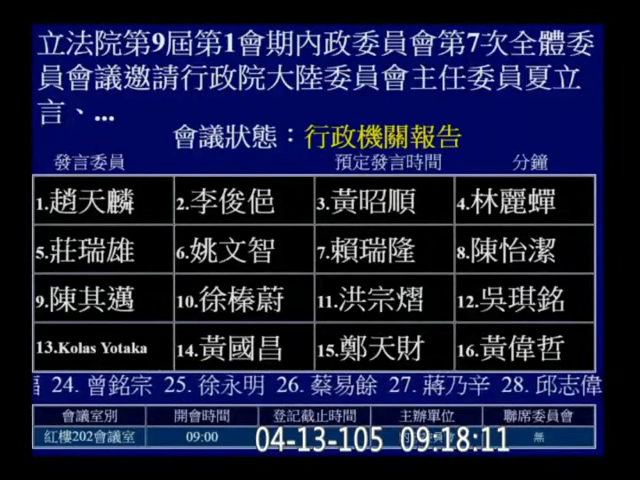 立法院第9屆第1會期內政委員會第7次全體委
員會議邀請行政院大陸委員會主任委員夏立
言、...
會議狀態：行政機關報告
發言委員 預定發言時間 分鐘
1.趙天麟 2.李俊俋 3.黃昭順 4.林麗蟬
5.莊瑞雄 6.姚文智 7.賴瑞隆 8.陳怡潔
9.陳其邁 10.徐榛蔚 11.洪宗熠 12.吳琪銘
13.Kolas Yotaka 14.黃國昌 15.鄭天財 16.黃偉哲
24. 曾銘宗 25. 徐永明 26. 蔡易餘 27. 蔣乃辛 28. 邱志偉
會議室別 開會時間 登記截止時間 主辦單位 聯席委員會
紅樓202會議室 09:00 無
04-13-105 09:18:11